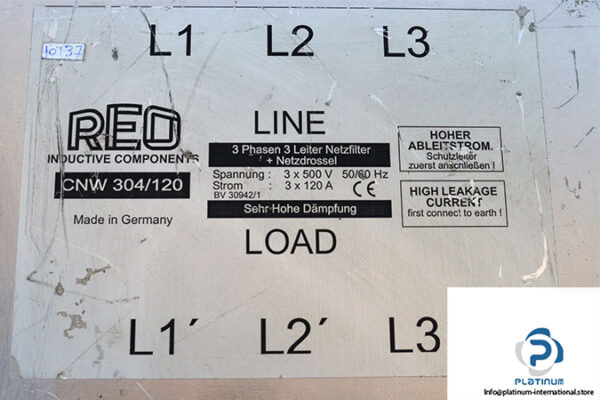 10137
L1 L2 L3
REO
INDUCTIVE COMPONENTS
CNW 304/120
Made in Germany
LINE
3 Phasen 3 Leiter Netzfilter
+ Netzdrossel
Spannung : 3 x 500 V 50/60 Hz
Strom : 3 x 120 A CE
BV 30942/1
Sehr Hohe Dämpfung
LOAD
HOHER
ABLEITSTROM.
Schutzleiter
zuerst anschließen !
HIGH LEAKAGE
CURRENT
first connect to earth !
L1´ L2´ L3
PLATINUM
Info@platinum-international.store